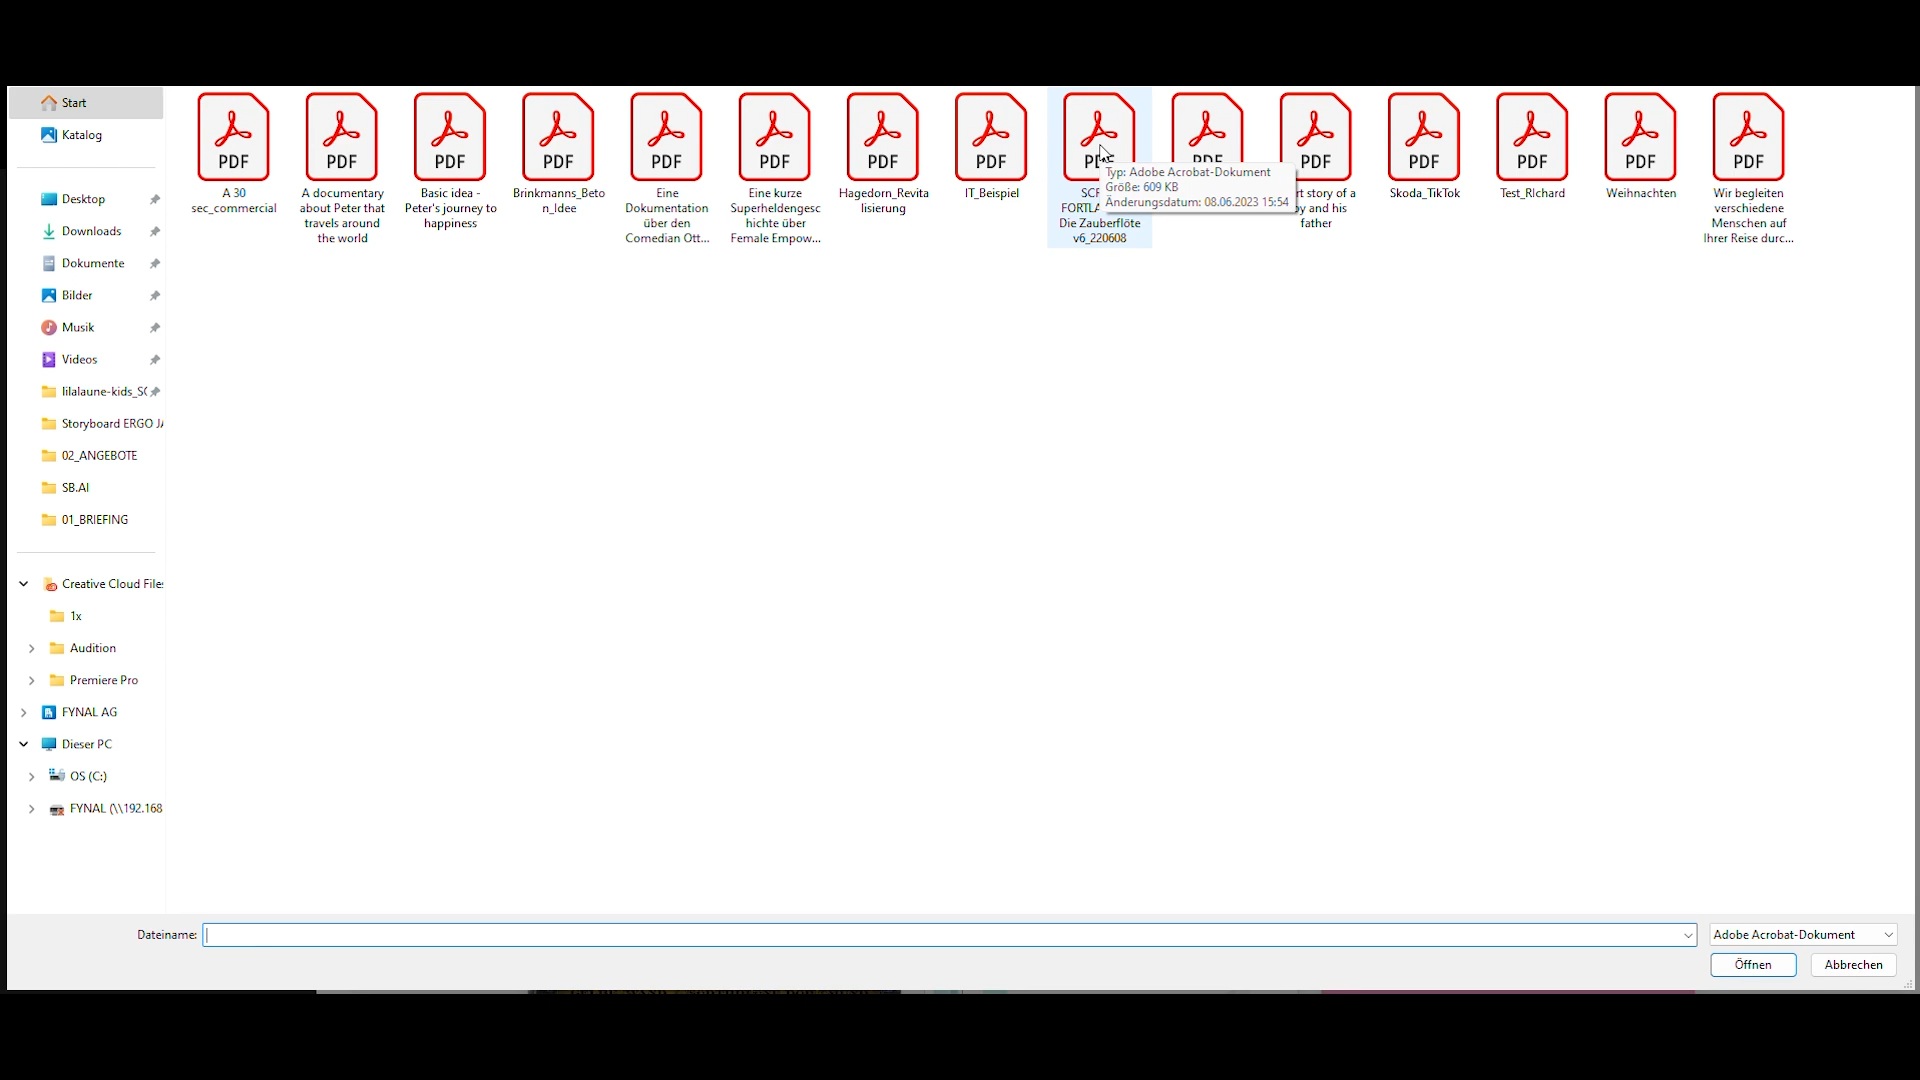 Start
Katalog
Desktop
Downloads
Dokumente
Bilder
Musik
Videos
lilalaune-kids_S
Storyboard ERGO
02_ANGEBOTE
SB.AI
01_BRIEFING
Creative Cloud File
1x
Audition
Premiere Pro
FYNAL AG
Dieser PC
OS (C:)
FYNAL (\\192.168
PDF
A 30
sec_commercial
PDF
A documentary
about Peter that
travels around
the world
PDF
Basic idea -
Peter's journey to
happiness
PDF
Brinkmanns_Beto
n_Idee
PDF
Eine
Dokumentation
über den
Comedian Ott...
PDF
Eine kurze
Superheldengesc
hichte über
Female Empow...
PDF
Hagedorn_Revita
lisierung
PDF
IT_Beispiel
SC
FORTL
Die Zauberflöte
v6_220608
Typ: Adobe Acrobat-Dokument
Größe: 609 KB
Änderungsdatum: 08.06.2023 15:54
PDF
PDF
rt story of a
y and his
father
PDF
Skoda_TikTok
PDF
Test_RIchard
PDF
Weihnachten
PDF
Wir begleiten
verschiedene
Menschen auf
Ihrer Reise durc...
Dateiname:
Adobe Acrobat-Dokument
Öffnen
Abbrechen